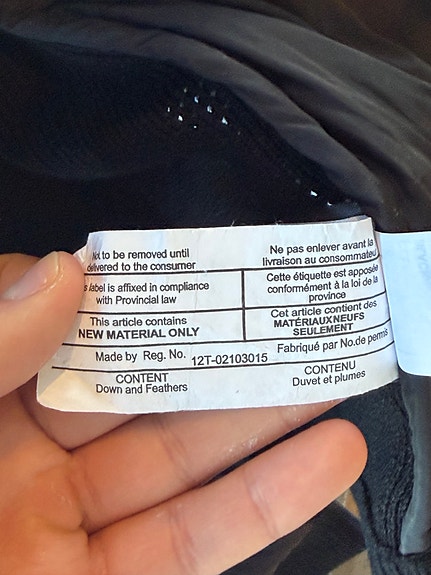 Not to be removed until
delivered to the consumer
Ne pas enlever avant la
livraison au consommateur
label is affixed in compliance
with Provincial law
Cette étiquette est apposée
conformément à la loi de la
province
This article contains
NEW MATERIAL ONLY
Cet article contient des
MATÉRIAUX NEUFS
SEULEMENT
Made by Reg. No. 12T-02103015 Fabriqué par No.de permis
CONTENT
Down and Feathers
CONTENU
Duvet et plumes